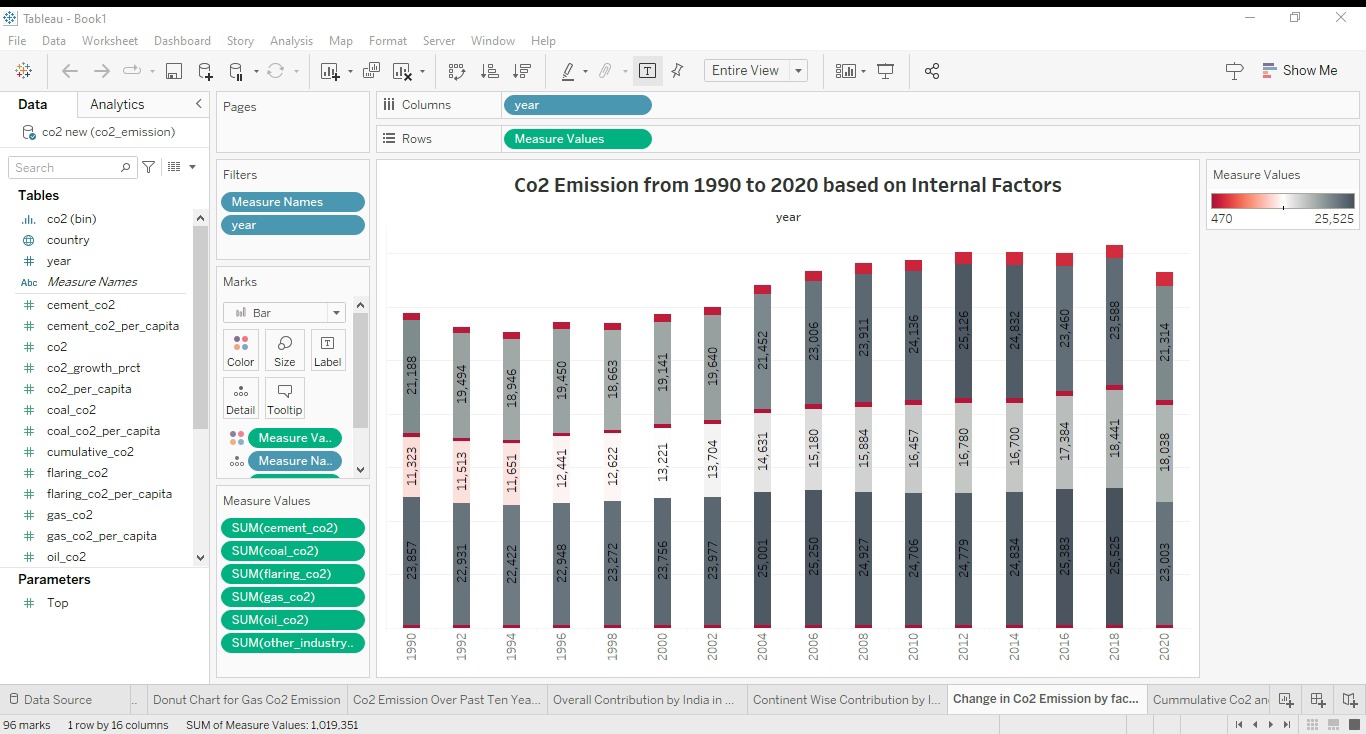 Tableau - Book1
File Data Worksheet Dashboard Story Analysis Map Format Server Window Help
Entire View
Show Me
Data Analytics
co2 new (co2_emission)
Search
Tables
co2 (bin)
country
year
Abc Measure Names
cement_co2
cement_co2_per_capita
co2
co2_growth_prct
co2_per_capita
coal_co2
coal_co2_per_capita
cumulative_co2
flaring_co2
flaring_co2_per_capita
gas_co2
gas_co2_per_capita
oil_co2
Parameters
Top
Pages
Filters
Measure Names
year
Marks
Bar
Color Size Label
Detail Tooltip
Measure Va..
Measure Na..
Measure Values
SUM(cement_co2)
SUM(coal_co2)
SUM(flaring_co2)
SUM(gas_co2)
SUM(oil_co2)
SUM(other_industry..
Columns year
Rows Measure Values
Co2 Emission from 1990 to 2020 based on Internal Factors
year
21,188 19,494 18,946 19,450 18,663 19,141 19,640 21,452 23,006 23,911 24,136 25,126 24,832 23,460 23,588 21,314
11,323 11,513 11,651 12,441 12,622 13,221 13,704 14,631 15,180 15,884 16,457 16,780 16,700 17,384 18,441 18,038
23,857 22,931 22,422 22,948 23,272 23,756 23,977 25,001 25,250 24,927 24,706 24,779 24,834 25,383 25,525 23,003
1990 1992 1994 1996 1998 2000 2002 2004 2006 2008 2010 2012 2014 2016 2018 2020
Measure Values
470 25,525
Data Source .. Donut Chart for Gas Co2 Emission Co2 Emission Over Past Ten Yea... Overall Contribution by India in ... Continent Wise Contribution by I... Change in Co2 Emission by fac... Cummulative Co2 an
96 marks 1 row by 16 columns SUM of Measure Values: 1,019,351